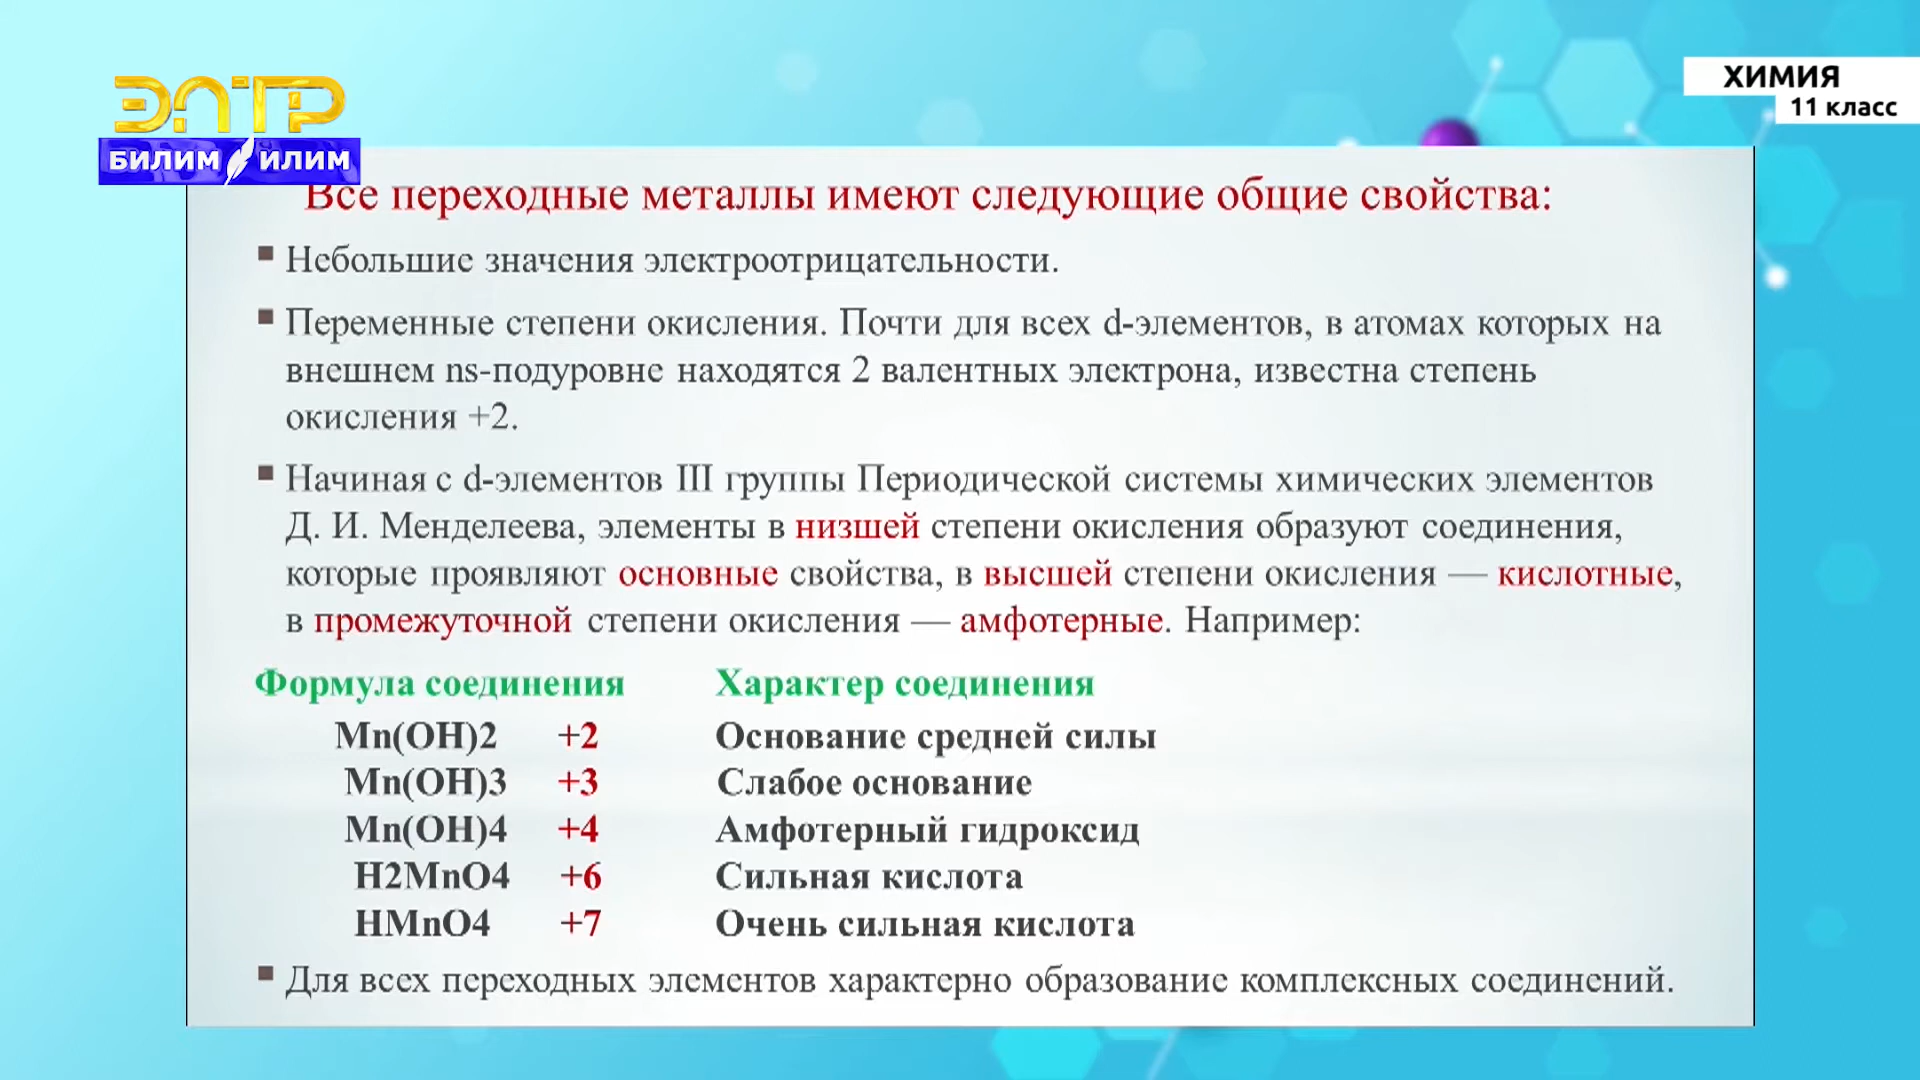 ЭЛТР
БИЛИМ ИЛИМ
ХИМИЯ
11 класс
Все переходные металлы имеют следующие общие свойства:
Небольшие значения электроотрицательности.
Переменные степени окисления. Почти для всех d-элементов, в атомах которых на
внешнем ns-подуровне находятся 2 валентных электрона, известна степень
окисления +2.
Начиная с d-элементов III группы Периодической системы химических элементов
Д. И. Менделеева, элементы в низшей степени окисления образуют соединения,
которые проявляют основные свойства, в высшей степени окисления — кислотные,
в промежуточной степени окисления — амфотерные. Например:
Формула соединения Характер соединения
Mn(OH)2 +2 Основание средней силы
Mn(OH)3 +3 Слабое основание
Mn(OH)4 +4 Амфотерный гидроксид
H2MnO4 +6 Сильная кислота
HMnO4 +7 Очень сильная кислота
Для всех переходных элементов характерно образование комплексных соединений.